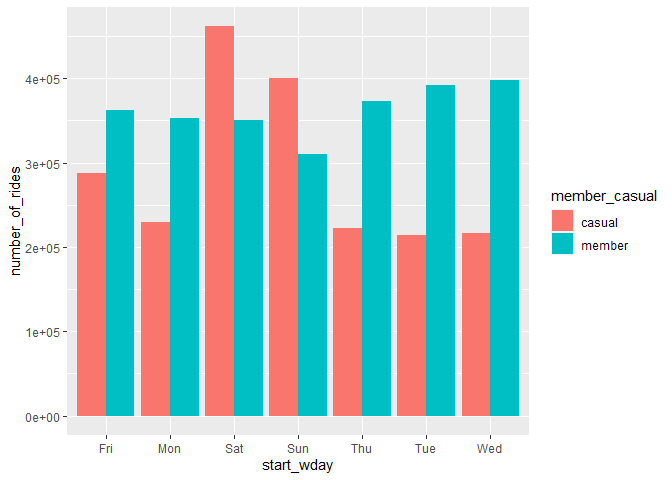 number_of_rides
4e+05
3e+05
2e+05
1e+05
0e+00
Fri Mon Sat Sun Thu Tue Wed
start_wday
member_casual
casual
member